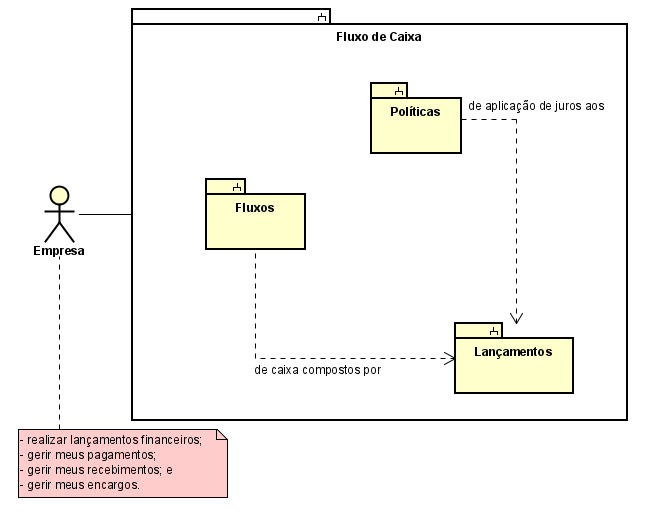 Fluxo de Caixa
Políticas
de aplicação de juros aos
Fluxos
Empresa
Lançamentos
de caixa compostos por
- realizar lançamentos financeiros;
- gerir meus pagamentos;
- gerir meus recebimentos; e
- gerir meus encargos.